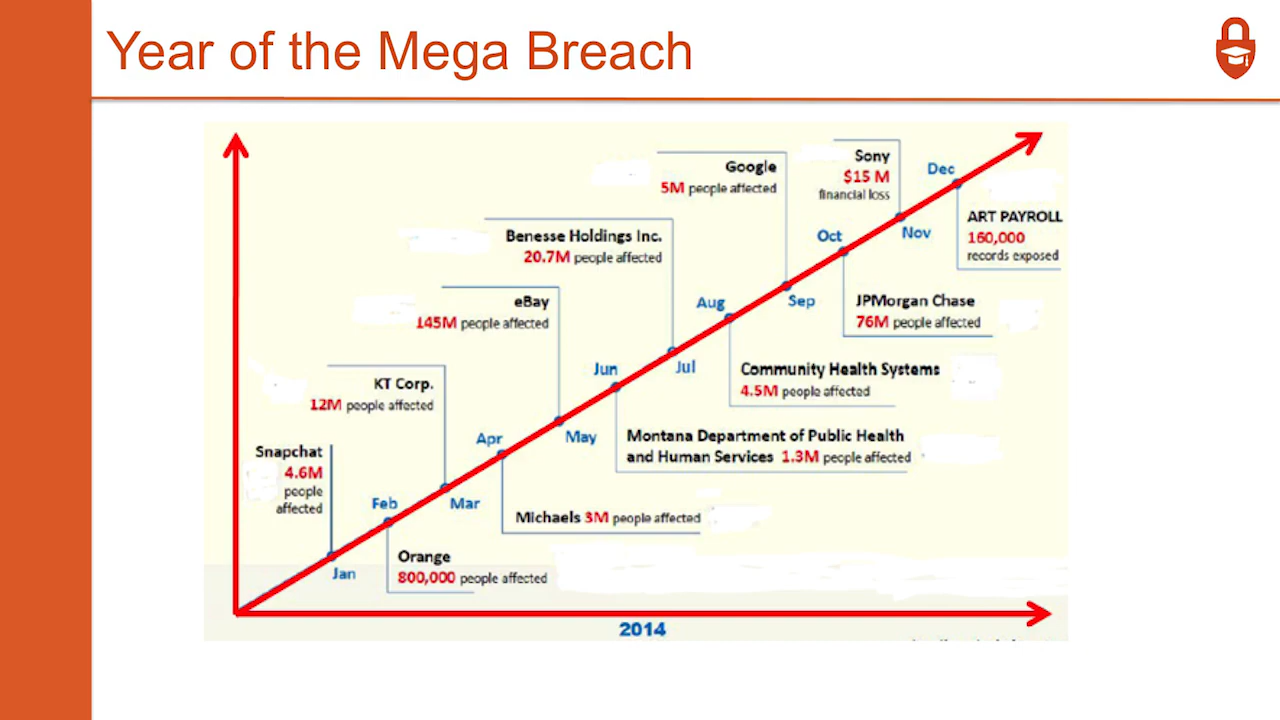 Year of the Mega Breach
Google
5M people affected
Sony
$15 M
financial loss
Dec
ART PAYROLL
160,000
records exposed
Benesse Holdings Inc.
20.7M people affected
Oct
Nov
eBay
145M people affected
Aug
Sep
JPMorgan Chase
76M people affected
KT Corp.
12M people affected
Jun
Jul
Community Health Systems
4.5M people affected
Snapchat
4.6M
people
affected
Apr
May
Montana Department of Public Health
and Human Services 1.3M people affected
Feb
Mar
Michaels 3M people affected
Jan
Orange
800,000 people affected
2014